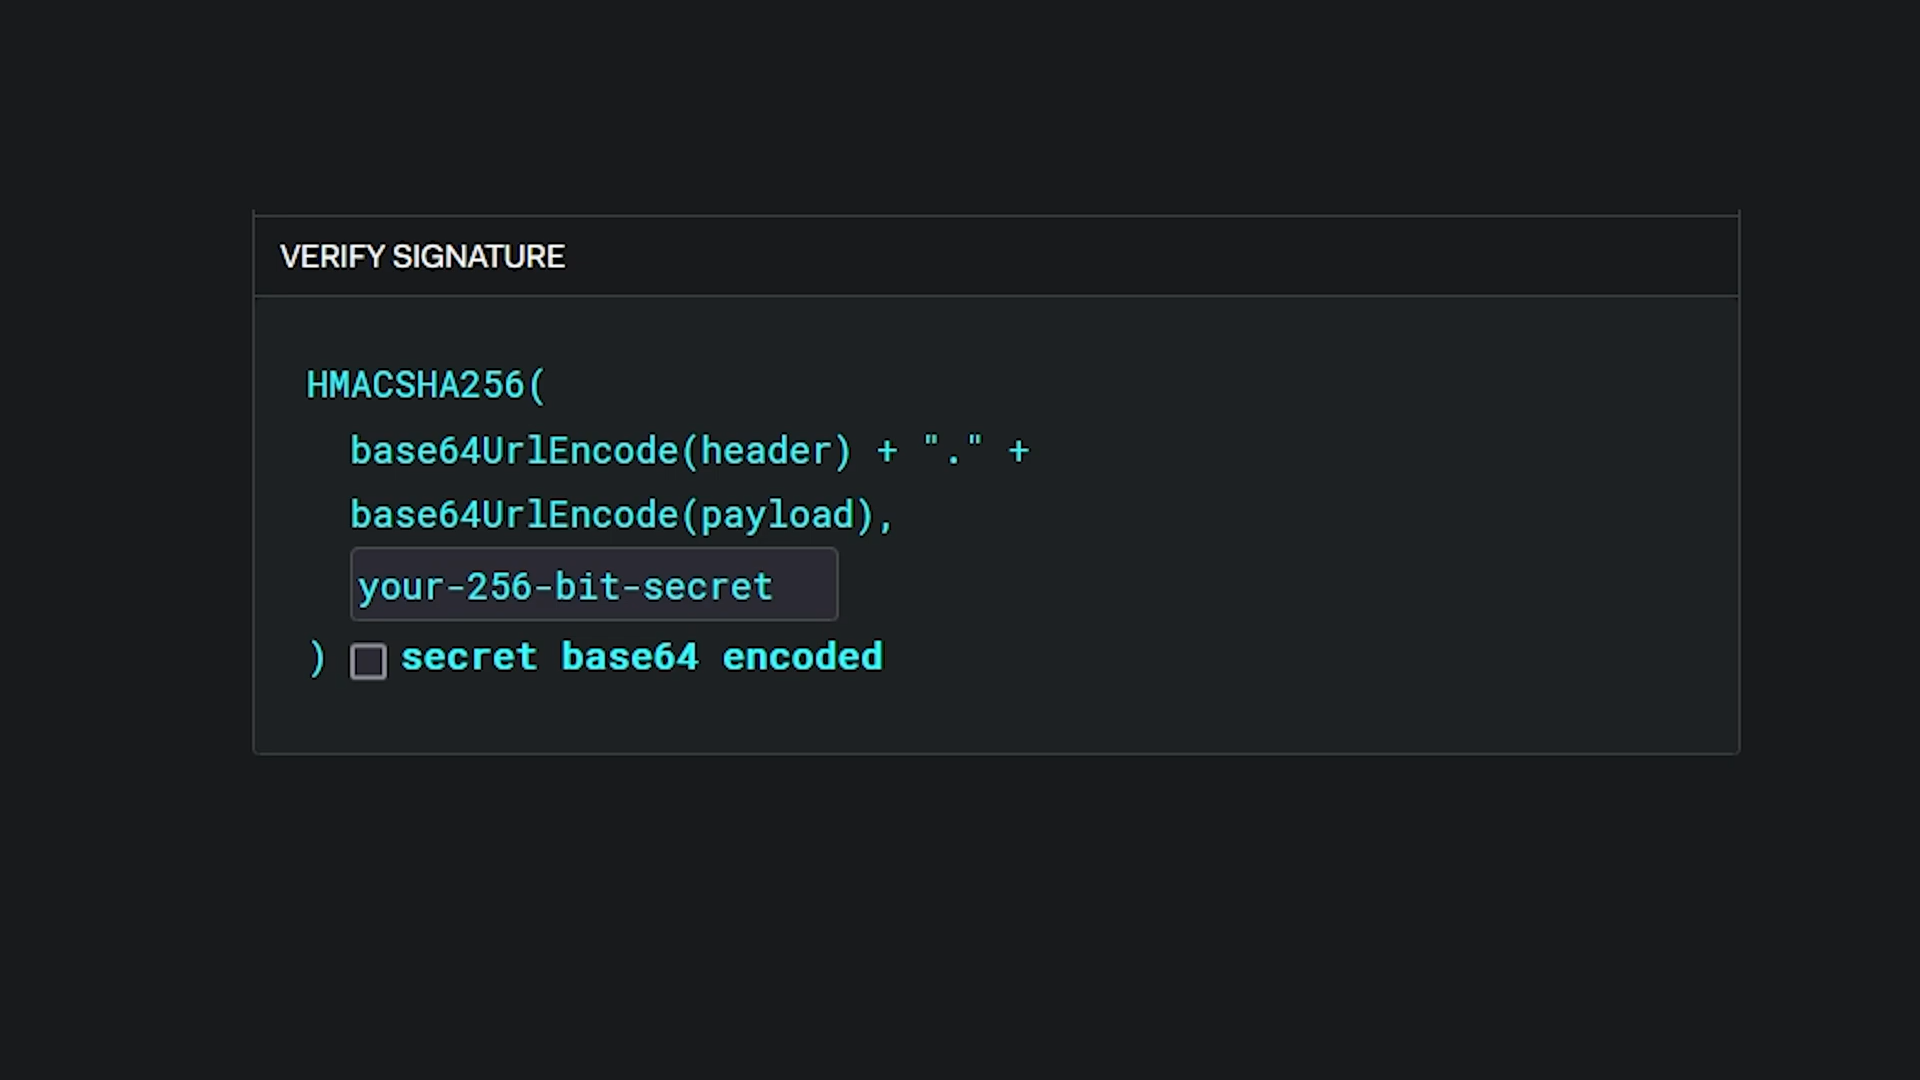 VERIFY SIGNATURE
HMACSHA256(
base64UrlEncode(header) + "." +
base64UrlEncode(payload),
your-256-bit-secret
) secret base64 encoded